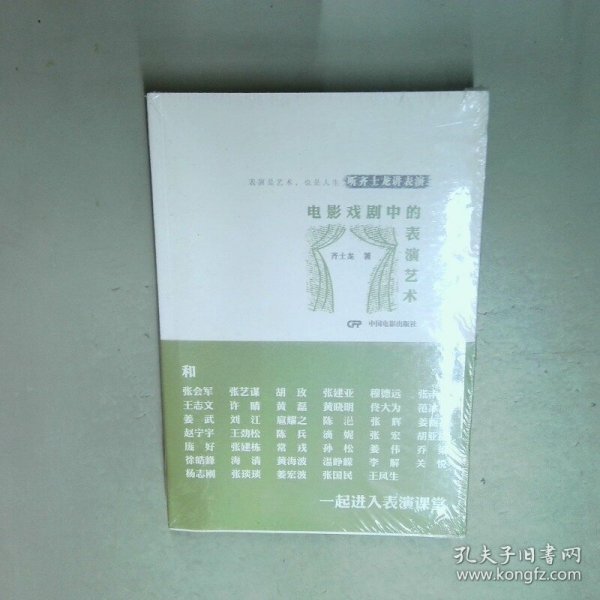 表演是艺术，也是人生
听齐士龙讲表演
电影戏剧中的
表演艺术
齐士龙 著
CFP 中国电影出版社
和
张会军 张艺谋 胡玫 张建亚 穆德远
王志文 许晴 黄磊 黄晓明 佟大为
姜武 刘江 扈耀之 陈 张辉
赵宁宇 王劲松 陈兵 滴妮 张宏
施好 张建栋 常戎 孙松 姜伟 乔
徐皓峰 海清 黄海波 温峥嵘 李解 关悦
杨志刚 张琰琰 姜宏波 张国民 王凤生
一起进入表演课堂
孔夫子旧书网
www.kongfz.com